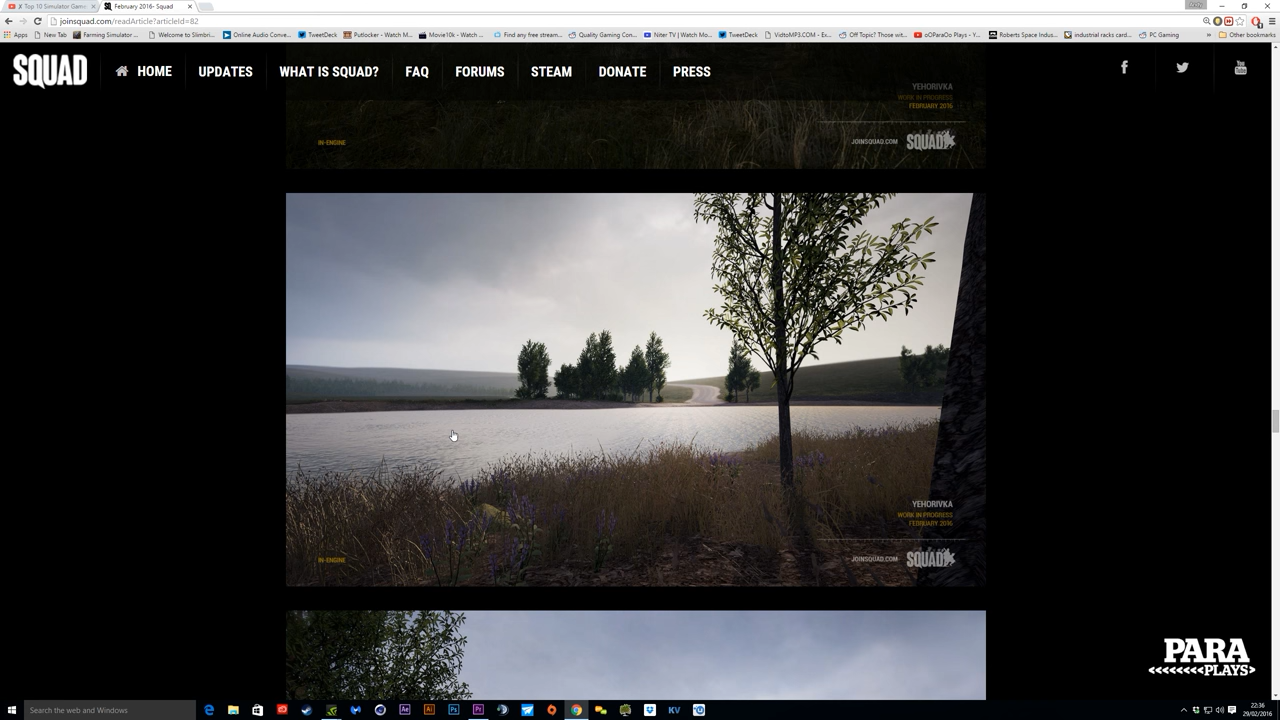 X Top 10 Simulator Gam
February 2016- Squad
Andy
joinsquad.com/readArticle?articleId=82
Apps
New Tab
Farming Simulator ...
Welcome to Slimbri...
Online Audio Conve...
TweetDeck
Putlocker - Watch M...
Movie10k - Watch ...
Find any free stream...
Quality Gaming Con...
Niter TV | Watch Mo...
TweetDeck
VidtoMP3.COM - Ex...
Off Topic? Those wit...
oOParaOo Plays - Y...
Roberts Space Indus...
industrial racks card...
PC Gaming
»
Other bookmarks
SQUAD
HOME
UPDATES
WHAT IS SQUAD?
FAQ
FORUMS
STEAM
DONATE
PRESS
YEHORIVKA
WORK IN PROGRESS
FEBRUARY 2016
IN-ENGINE
JOINSQUAD.COM
SQUAD
YEHORIVKA
WORK IN PROGRESS
FEBRUARY 2016
IN-ENGINE
JOINSQUAD.COM
SQUAD
PARA
PLAYS
Search the web and Windows
22:36
29/02/2016